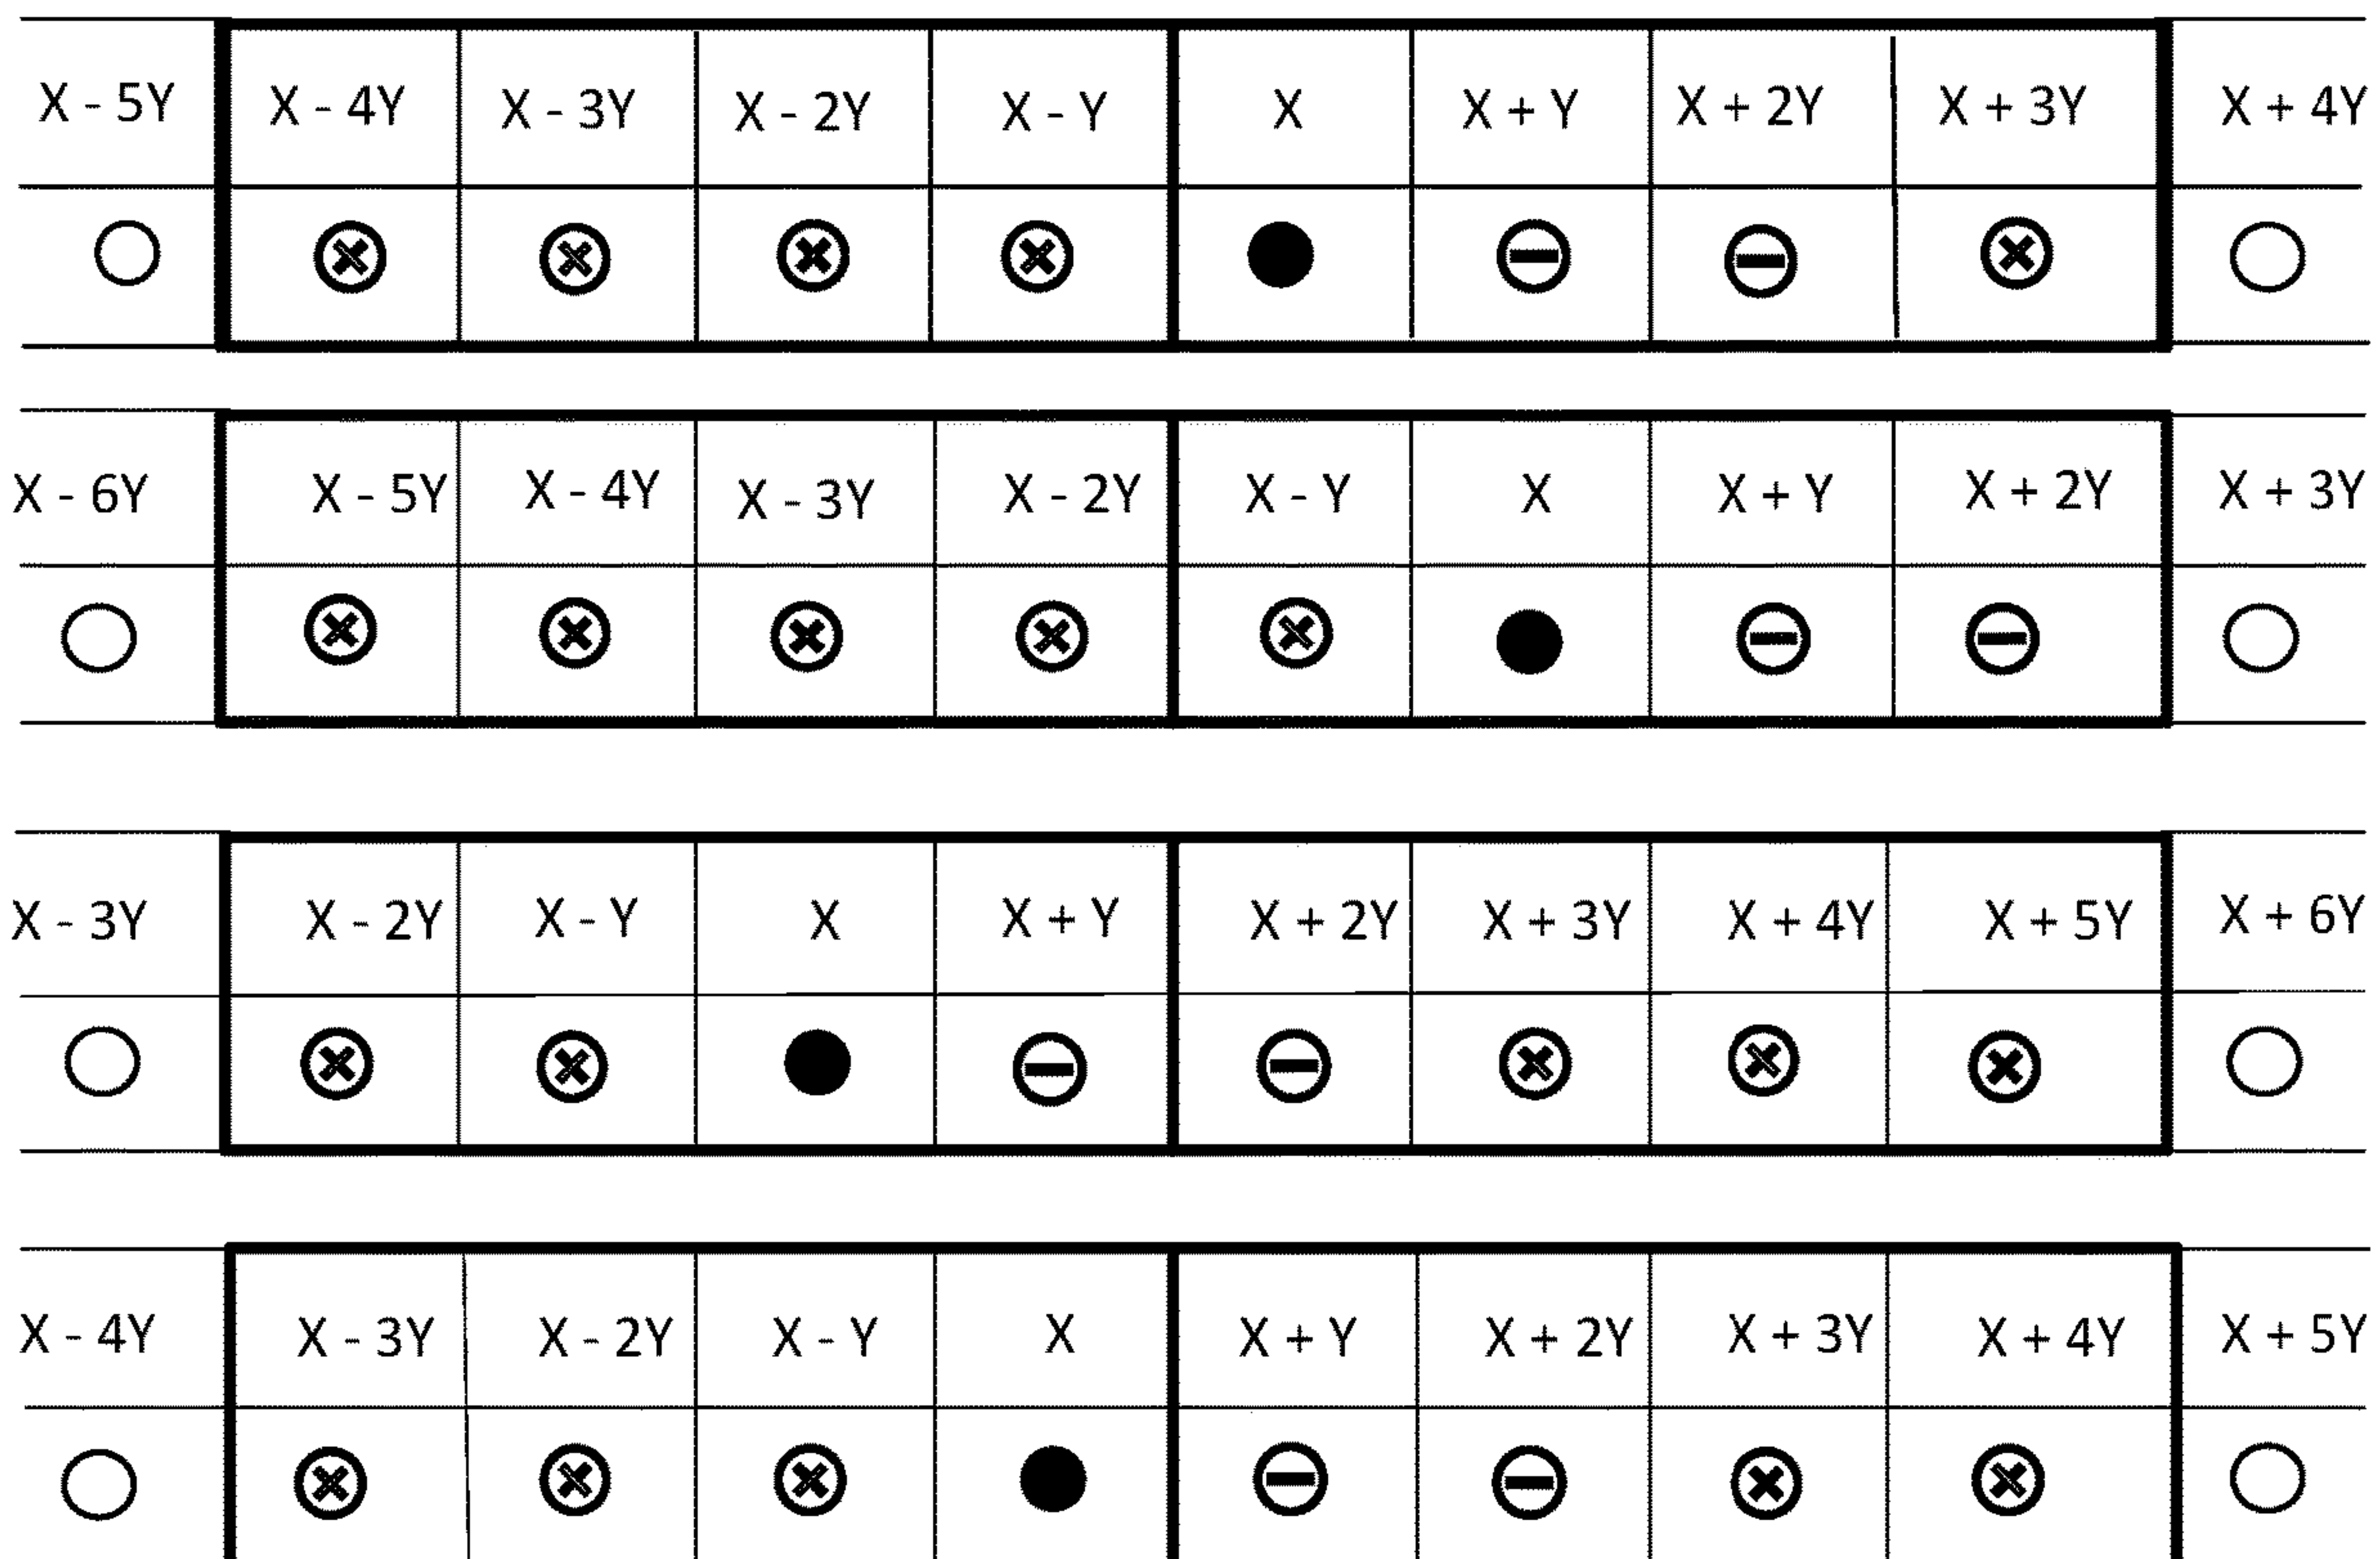 X - 5Y X - 4Y X - 3Y X - 2Y X - Y X X + Y X + 2Y X + 3Y X + 4Y
X - 6Y X - 5Y X - 4Y X - 3Y X - 2Y X - Y X X + Y X + 2Y X + 3Y
X - 3Y X - 2Y X - Y X X + Y X + 2Y X + 3Y X + 4Y X + 5Y X + 6Y
X - 4Y X - 3Y X - 2Y X - Y X X + Y X + 2Y X + 3Y X + 4Y X + 5Y